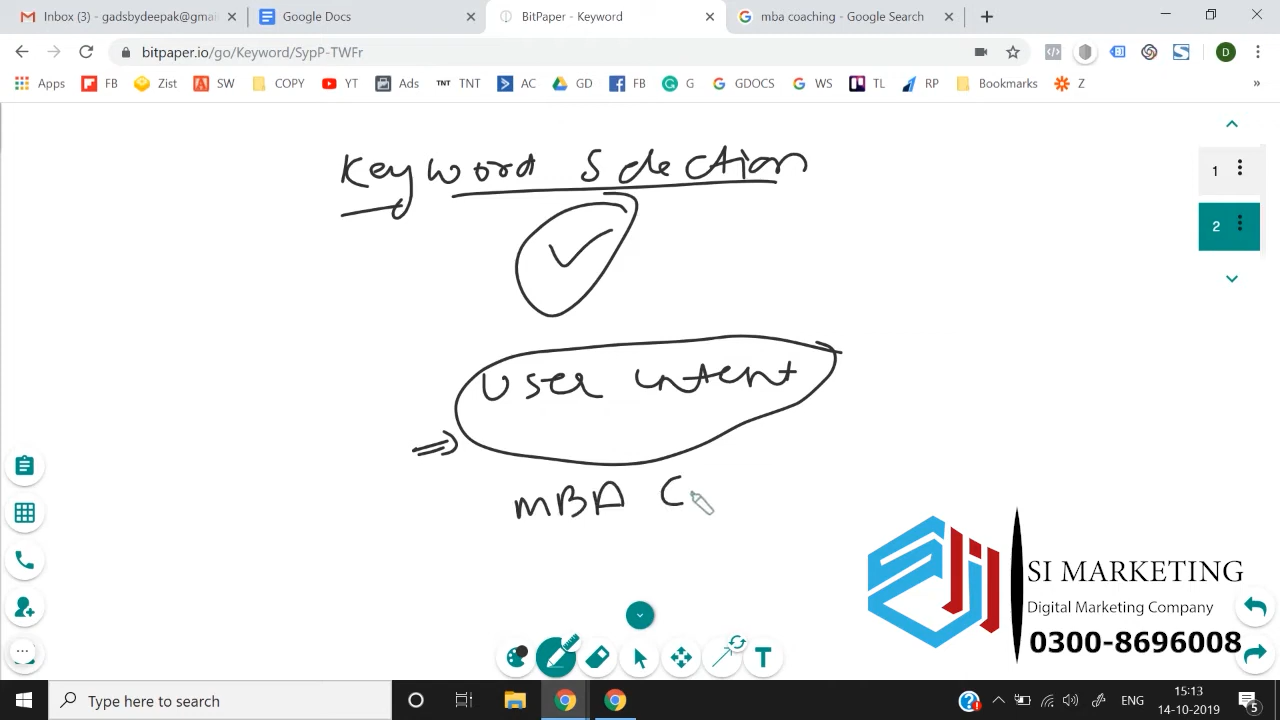 Inbox (3) - gadsbydeepak@gmai
Google Docs
BitPaper - Keyword
mba coaching - Google Search
bitpaper.io/go/Keyword/SypP-TWFr
D
Apps
FB
Zist
SW
COPY
YT
Ads
TNT TNT
AC
GD
FB
G
GDOCS
WS
TL
RP
Bookmarks
Z
»
Keyword Selection
1
2
User intent
MBA C
SI MARKETING
Digital Marketing Company
0300-8696008
T
Type here to search
ENG
15:13
14-10-2019
5